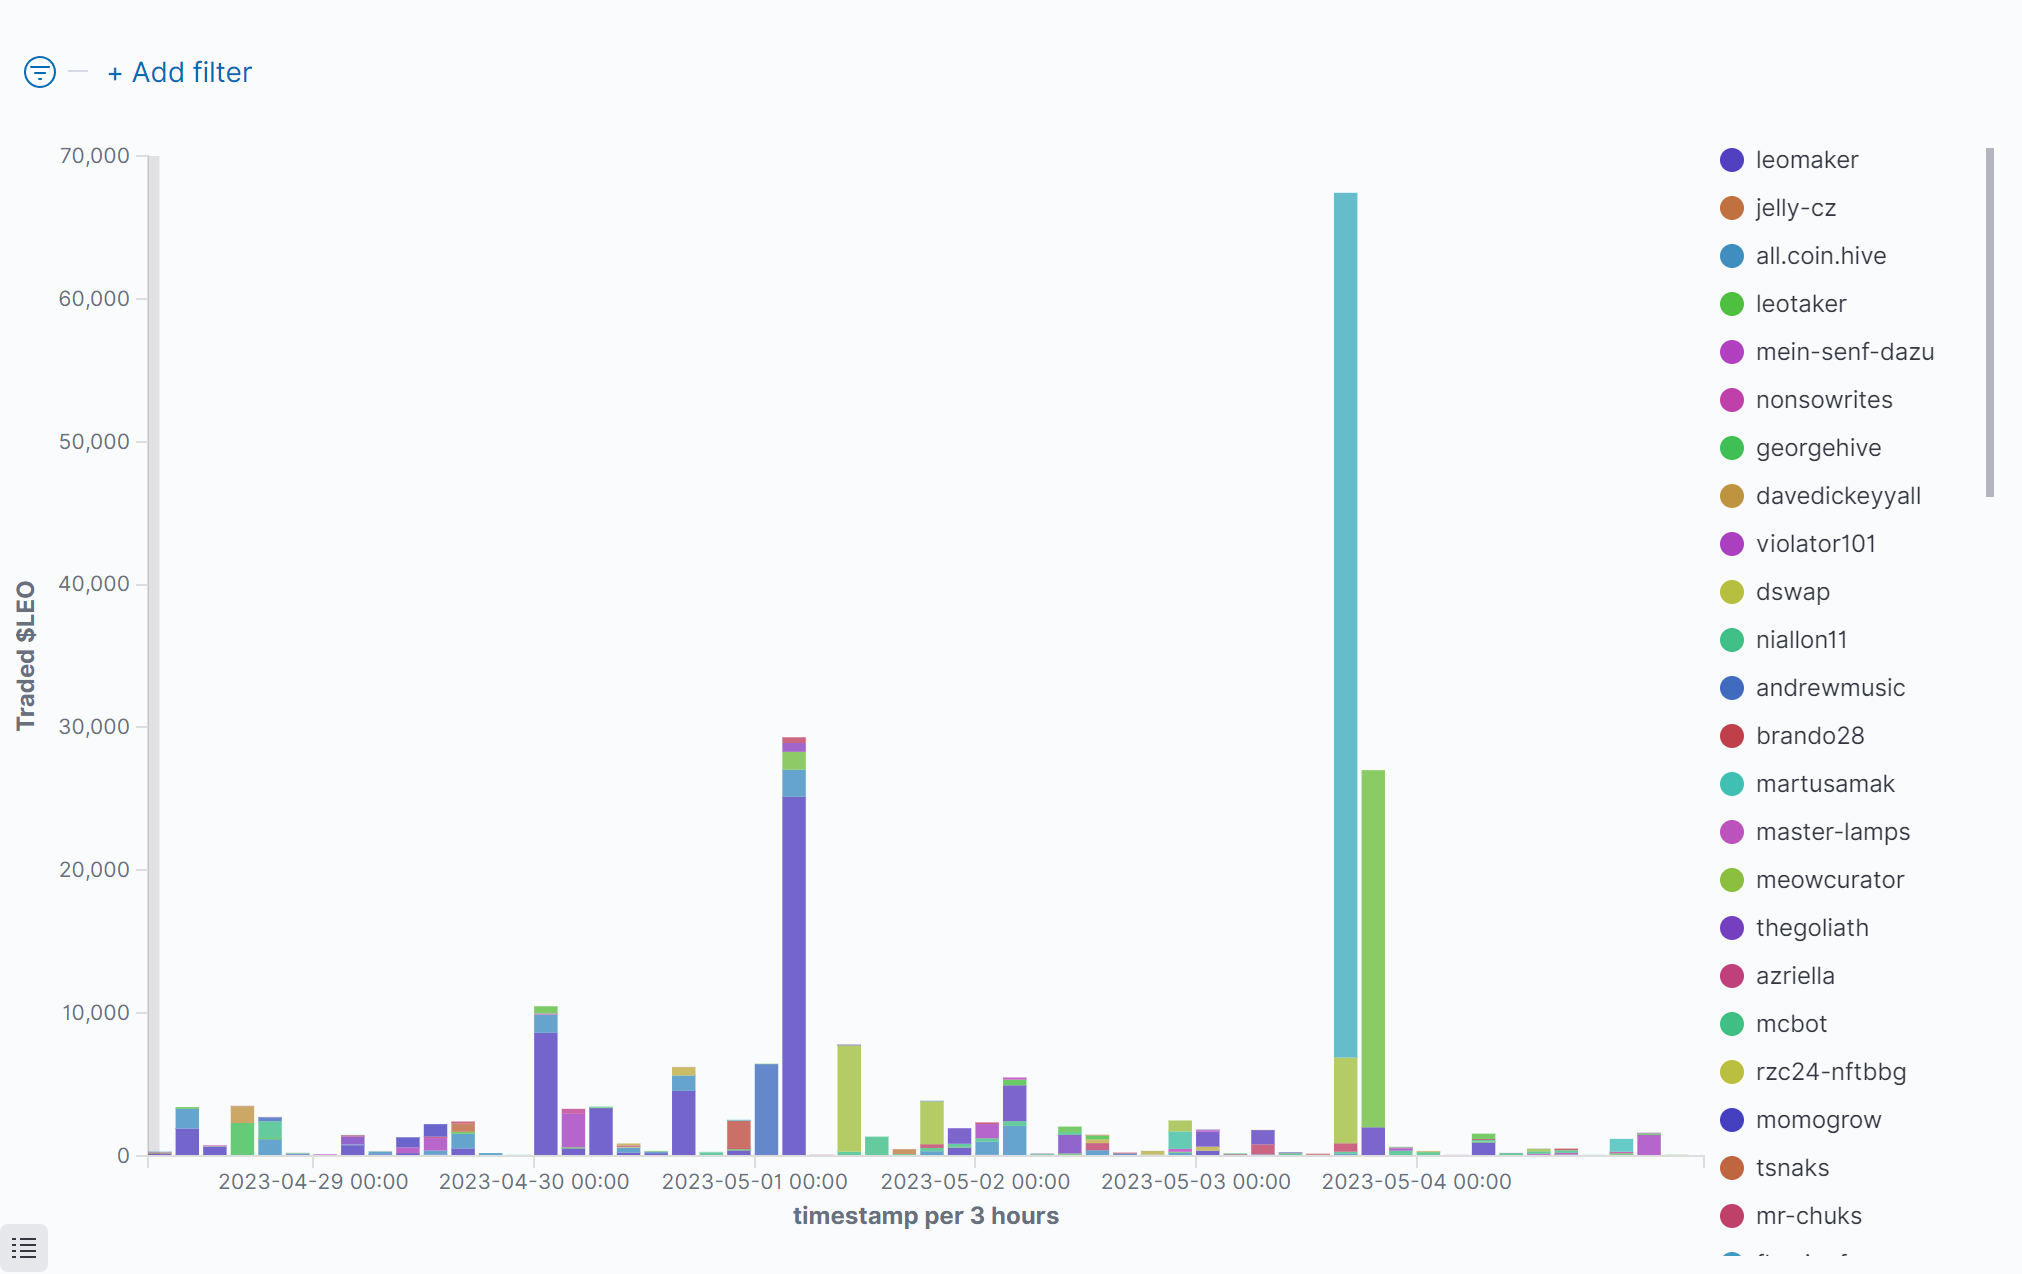 + Add filter
70,000
60,000
50,000
40,000
30,000
20,000
10,000
0
Traded $LEO
2023-04-29 00:00
2023-04-30 00:00
2023-05-01 00:00
2023-05-02 00:00
2023-05-03 00:00
2023-05-04 00:00
timestamp per 3 hours
leomaker
jelly-cz
all.coin.hive
leotaker
mein-senf-dazu
nonsowrites
georgehive
davedickeyyall
violator101
dswap
niallon11
andrewmusic
brando28
martusamak
master-lamps
meowcurator
thegoliath
azriella
mcbot
rzc24-nftbbg
momogrow
tsnaks
mr-chuks